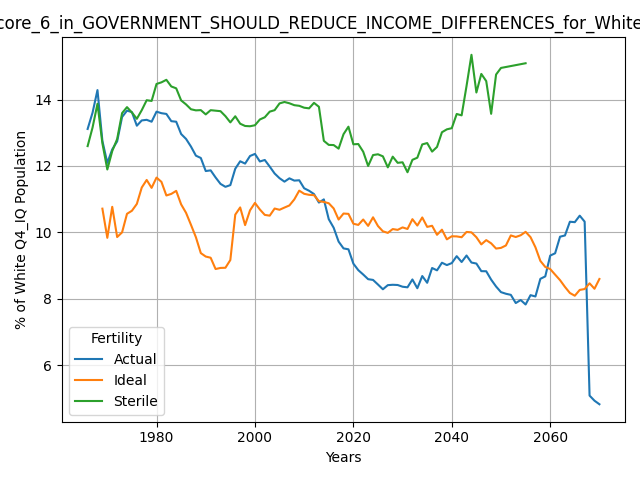 core_6_in_GOVERNMENT_SHOULD_REDUCE_INCOME_DIFFERENCES_for_White
14
12
10
8
6
% of White Q4_IQ Population
Fertility
Actual
Ideal
Sterile
1980
2000
2020
2040
2060
Years